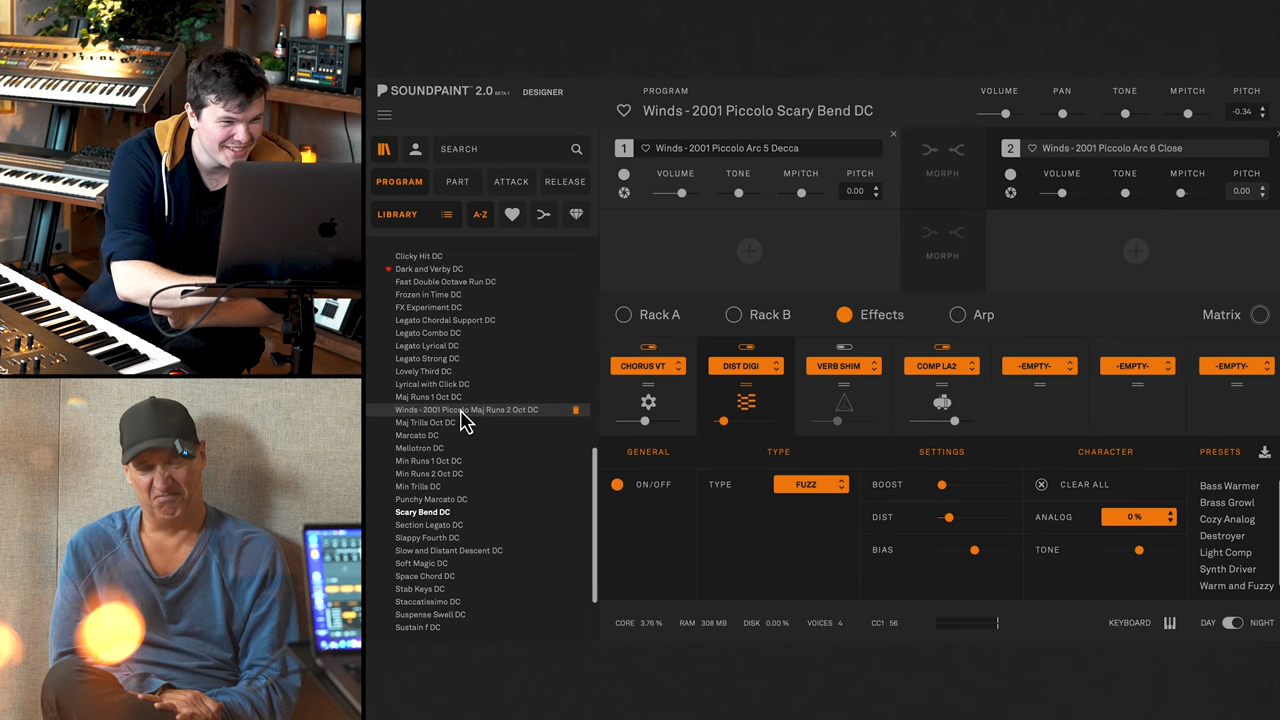 SOUNDPAINT™ 2.0 BETA 1 DESIGNER
PROGRAM
Winds - 2001 Piccolo Scary Bend DC
VOLUME PAN TONE MPITCH PITCH
-0.34
SEARCH
PROGRAM PART ATTACK RELEASE
LIBRARY A-Z
Clicky Hit DC
Dark and Verby DC
Fast Double Octave Run DC
Frozen in Time DC
FX Experiment DC
Legato Chordal Support DC
Legato Combo DC
Legato Lyrical DC
Legato Strong DC
Lovely Third DC
Lyrical with Click DC
Maj Runs 1 Oct DC
Winds - 2001 Piccolo Maj Runs 2 Oct DC
Maj Trills Oct DC
Marcato DC
Mellotron DC
Min Runs 1 Oct DC
Min Runs 2 Oct DC
Min Trills DC
Punchy Marcato DC
Scary Bend DC
Section Legato DC
Slappy Fourth DC
Slow and Distant Descent DC
Soft Magic DC
Space Chord DC
Stab Keys DC
Staccatissimo DC
Suspense Swell DC
Sustain f DC
1 Winds - 2001 Piccolo Arc 5 Decca
VOLUME TONE MPITCH PITCH
0.00
MORPH
2 Winds - 2001 Piccolo Arc 6 Close
VOLUME TONE MPITCH PITCH
0.00
MORPH
Rack A Rack B Effects Arp Matrix
CHORUS VT DIST DIGI VERB SHIM COMP LA2 -EMPTY- -EMPTY- -EMPTY-
GENERAL TYPE SETTINGS CHARACTER PRESETS
ON/OFF
TYPE FUZZ
BOOST
DIST
BIAS
CLEAR ALL
ANALOG 0 %
TONE
Bass Warmer
Brass Growl
Cozy Analog
Destroyer
Light Comp
Synth Driver
Warm and Fuzzy
CORE 3.76 % RAM 308 MB DISK 0.00 % VOICES 4 CC1 56 KEYBOARD DAY NIGHT